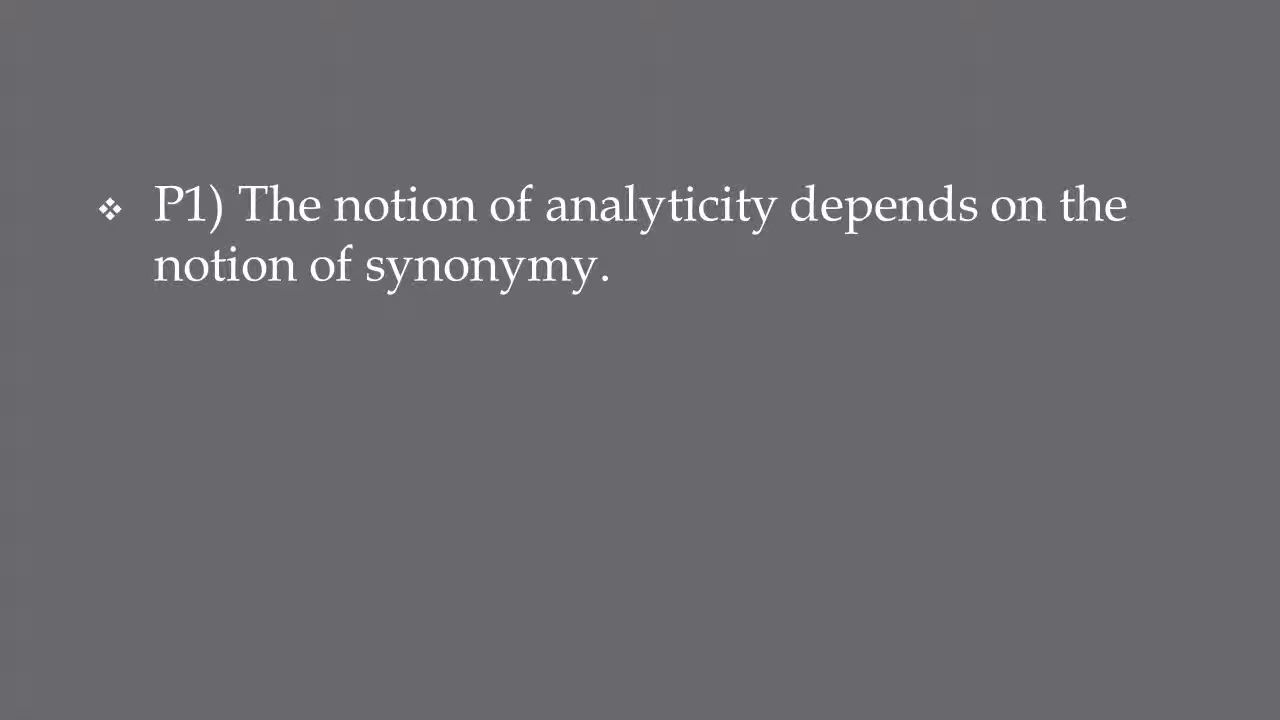 ❖ P1) The notion of analyticity depends on the
notion of synonymy.